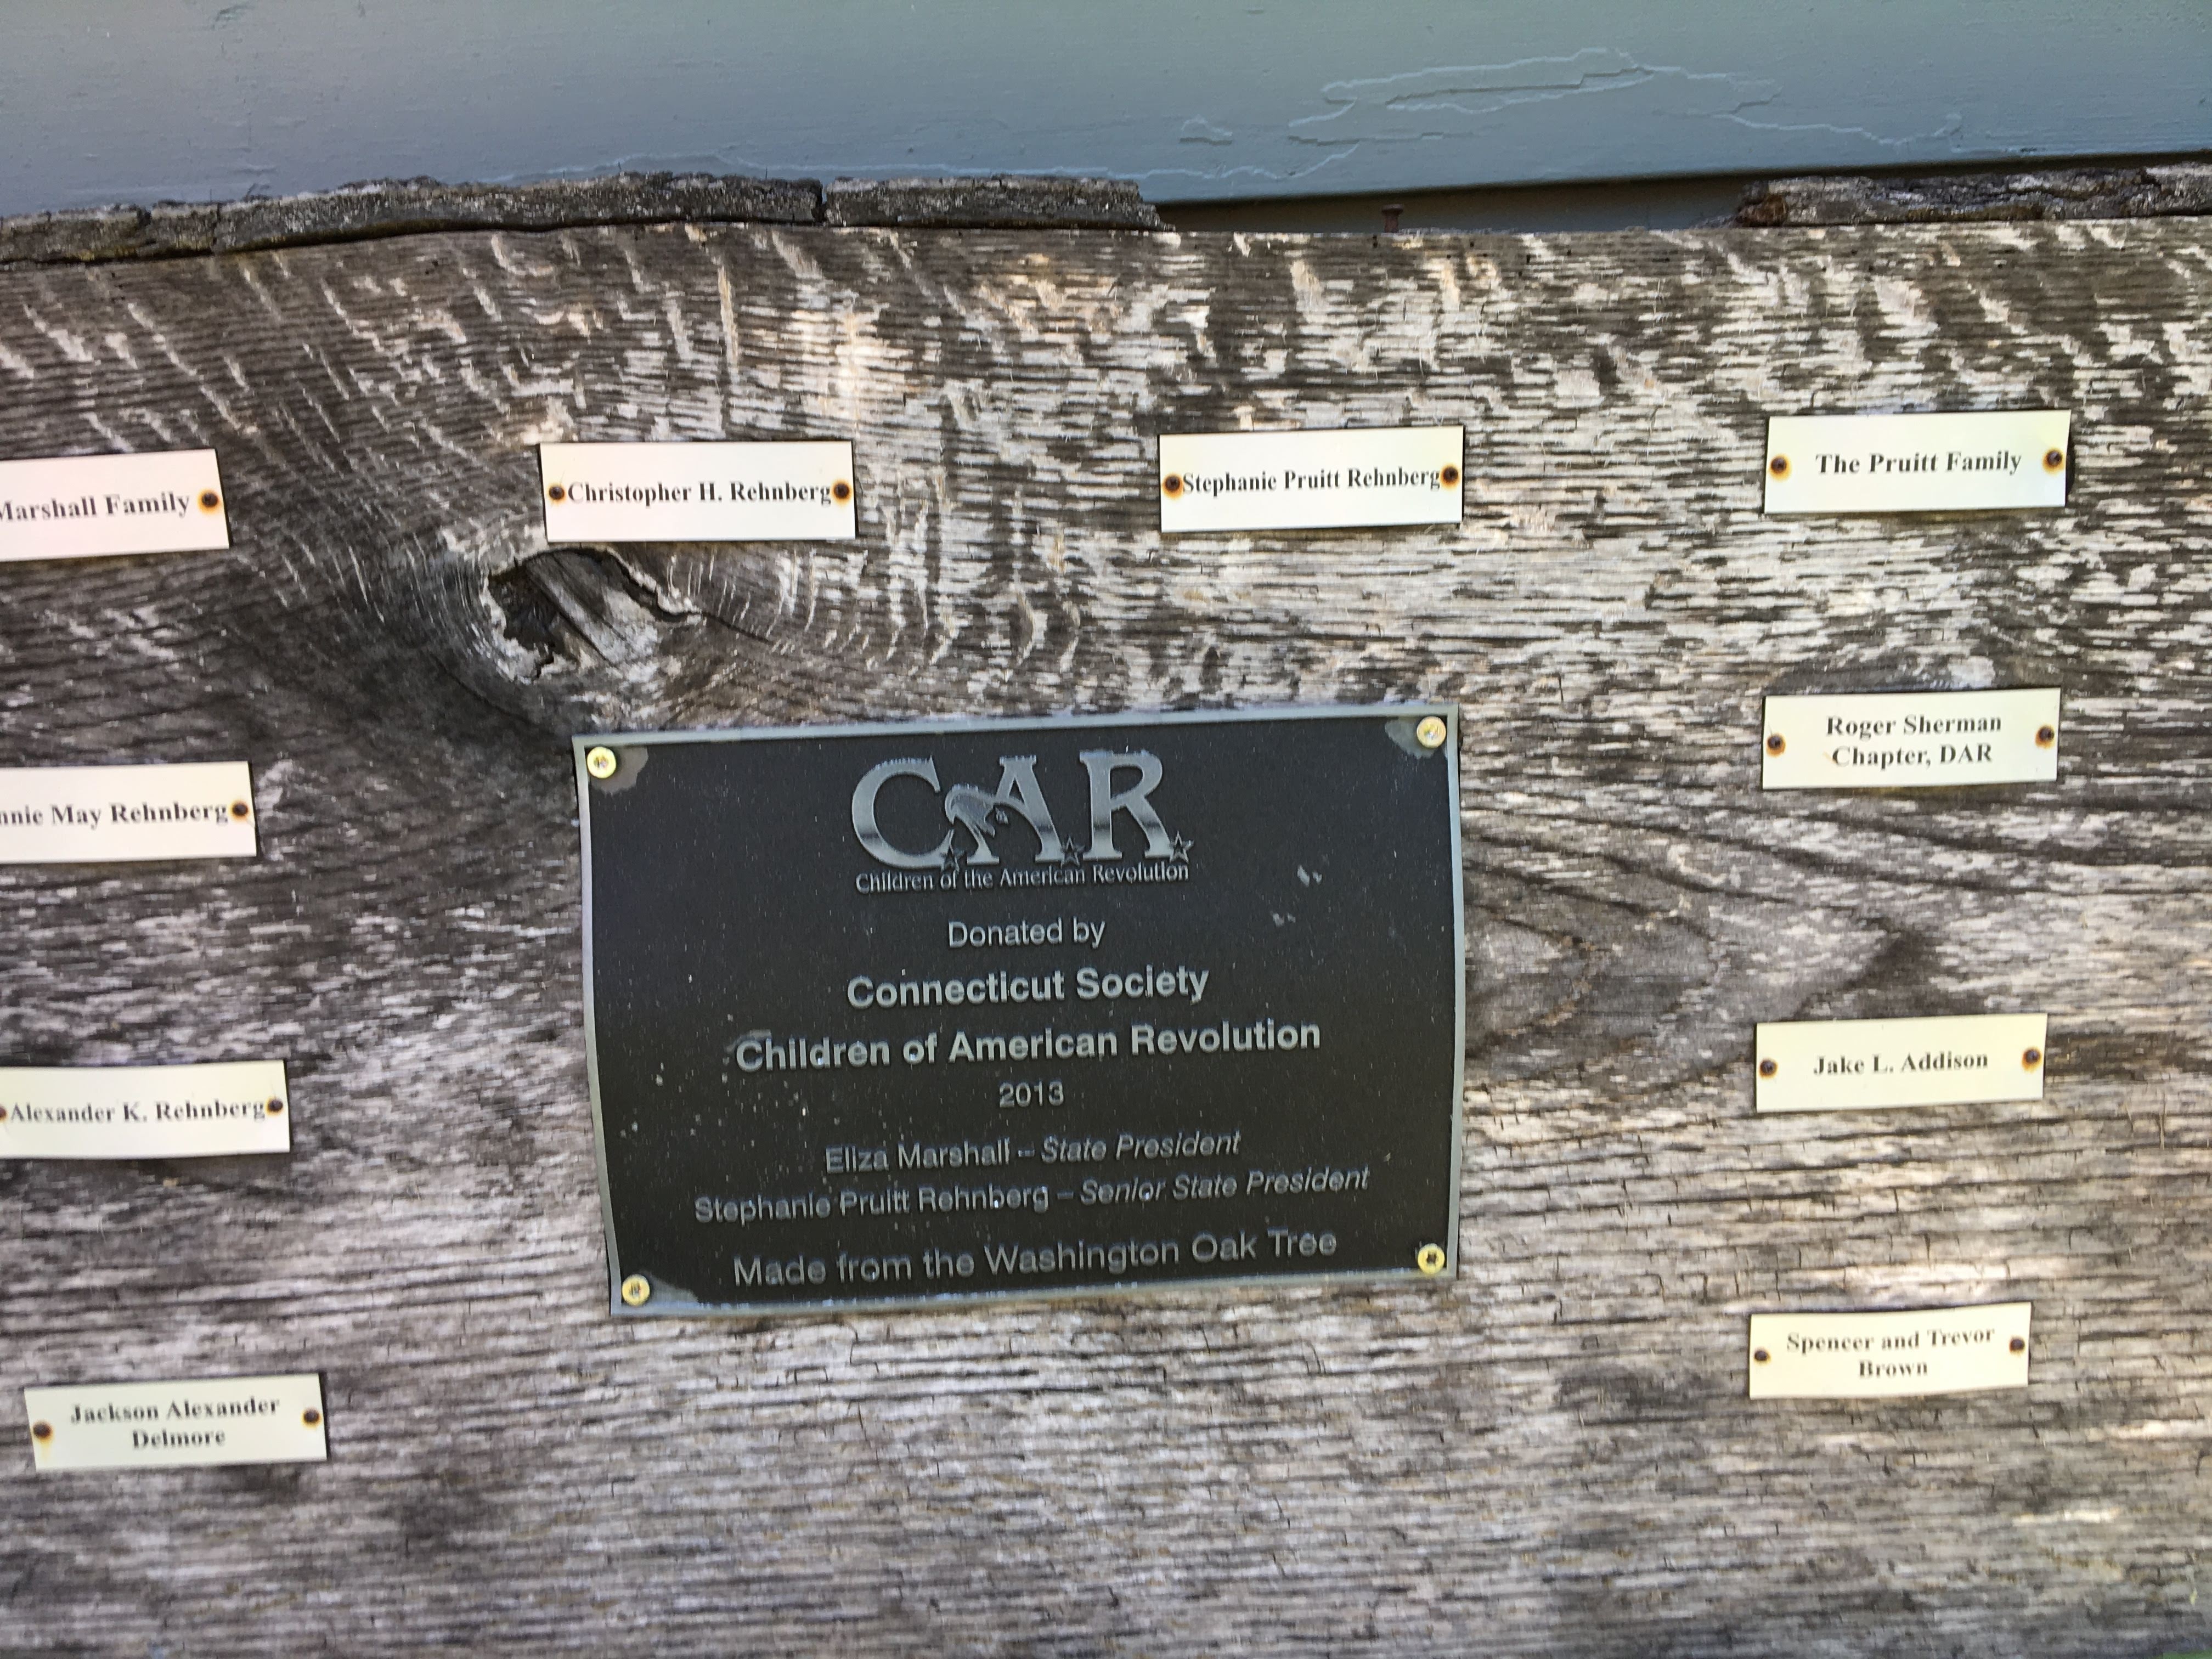 Marshall Family
Christopher H. Rehnberg
Stephanie Pruitt Rehnberg
The Pruitt Family
May Rehnberg
Alexander K. Rehnberg
Jackson Alexander
Delmore
C.A.R.
Children of the American Revolution
Donated by
Connecticut Society
Children of American Revolution
2013
Eliza Marshall – State President
Stephanie Pruitt Rehnberg – Senior State President
Made from the Washington Oak Tree
Roger Sherman
Chapter, DAR
Jake L. Addison
Spencer and Trevor
Brown